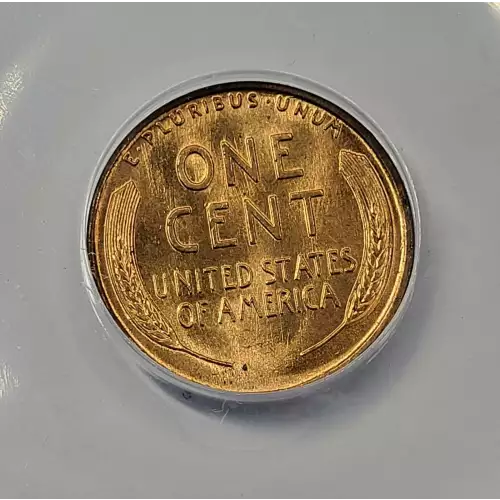 E · PLURIBUS · UNUM
ONE
CENT
UNITED STATES
OF AMERICA